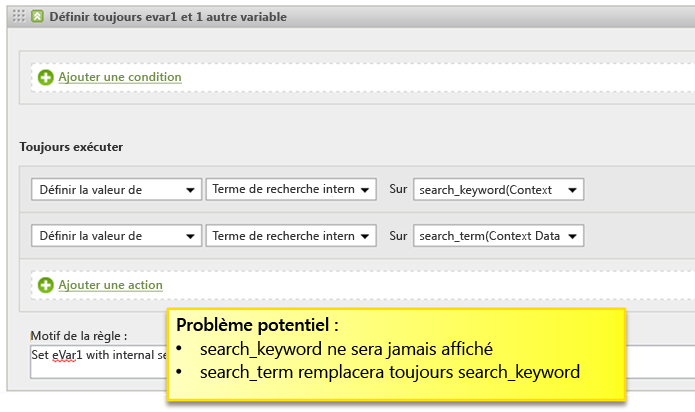 Définir toujours evar1 et 1 autre variable
Ajouter une condition
Toujours exécuter
Définir la valeur de Terme de recherche intern Sur search_keyword(Context
Définir la valeur de Terme de recherche intern Sur search_term(Context Data
Ajouter une action
Motif de la règle :
Set eVar1 with internal se
Problème potentiel :
• search_keyword ne sera jamais affiché
• search_term remplacera toujours search_keyword